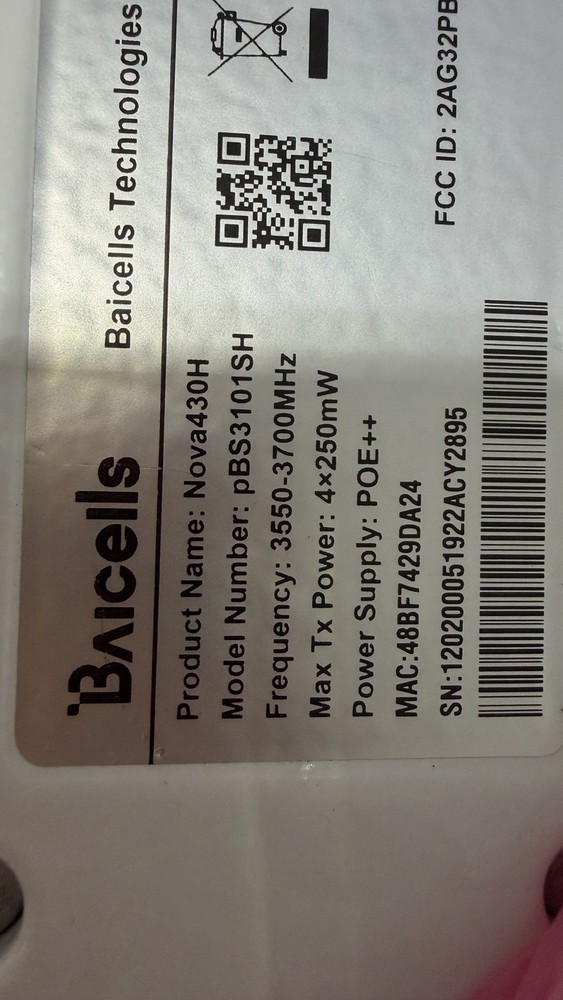 Baicells
Baicells Technologies
Product Name: Nova430H
Model Number: pBS3101SH
Frequency: 3550-3700MHz
Max Tx Power: 4×250mW
Power Supply: POE++
MAC:48BF7429DA24
SN:120200051922ACY2895
FCC ID: 2AG32PB